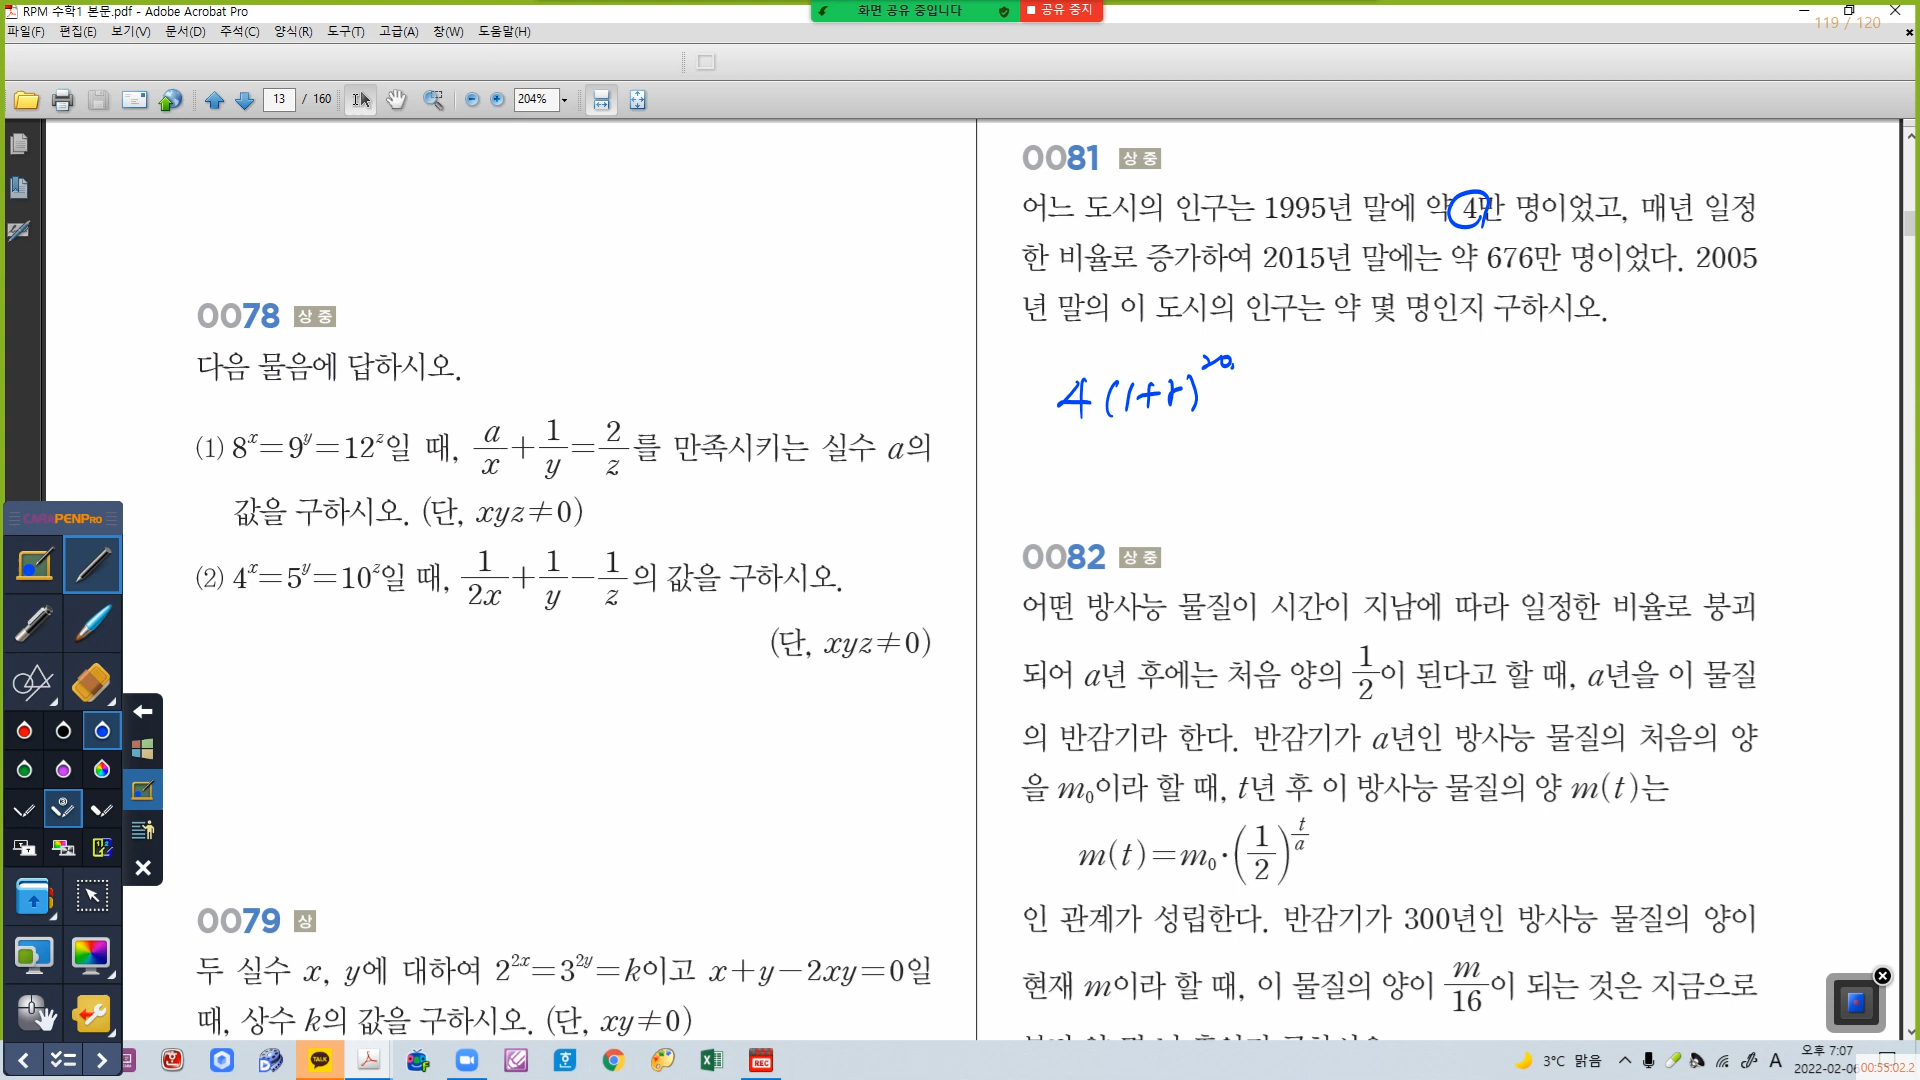 RPM 수학1 본문.pdf - Adobe Acrobat Pro
화면 공유 중입니다
공유 중지
119 / 120
파일(F) 편집(E) 보기(V) 문서(D) 주석(C) 양식(R) 도구(T) 고급(A) 창(W) 도움말(H)
13 / 160
204%
0078 상 중
다음 물음에 답하시오.
(1) 8^x=9^y=12^z일 때, a/x+1/y=2/z를 만족시키는 실수 a의
값을 구하시오. (단, xyz≠0)
(2) 4^x=5^y=10^z일 때, 1/2x+1/y-1/z의 값을 구하시오.
(단, xyz≠0)
0079 상
두 실수 x, y에 대하여 2^2x=3^2y=k이고 x+y-2xy=0일
때, 상수 k의 값을 구하시오. (단, xy≠0)
0081 상 중
어느 도시의 인구는 1995년 말에 약 4만 명이었고, 매년 일정
한 비율로 증가하여 2015년 말에는 약 676만 명이었다. 2005
년 말의 이 도시의 인구는 약 몇 명인지 구하시오.
4(1+r)^20
0082 상 중
어떤 방사능 물질이 시간이 지남에 따라 일정한 비율로 붕괴
되어 a년 후에는 처음 양의 1/2이 된다고 할 때, a년을 이 물질
의 반감기라 한다. 반감기가 a년인 방사능 물질의 처음의 양
을 m₀이라 할 때, t년 후 이 방사능 물질의 양 m(t)는
m(t)=m₀·(1/2)^t/a
인 관계가 성립한다. 반감기가 300년인 방사능 물질의 양이
현재 m이라 할 때, 이 물질의 양이 m/16이 되는 것은 지금으로
PENPRO
TALK
REC
3°C 맑음
A
오후 7:07
2022-02-06
00:55:02.2